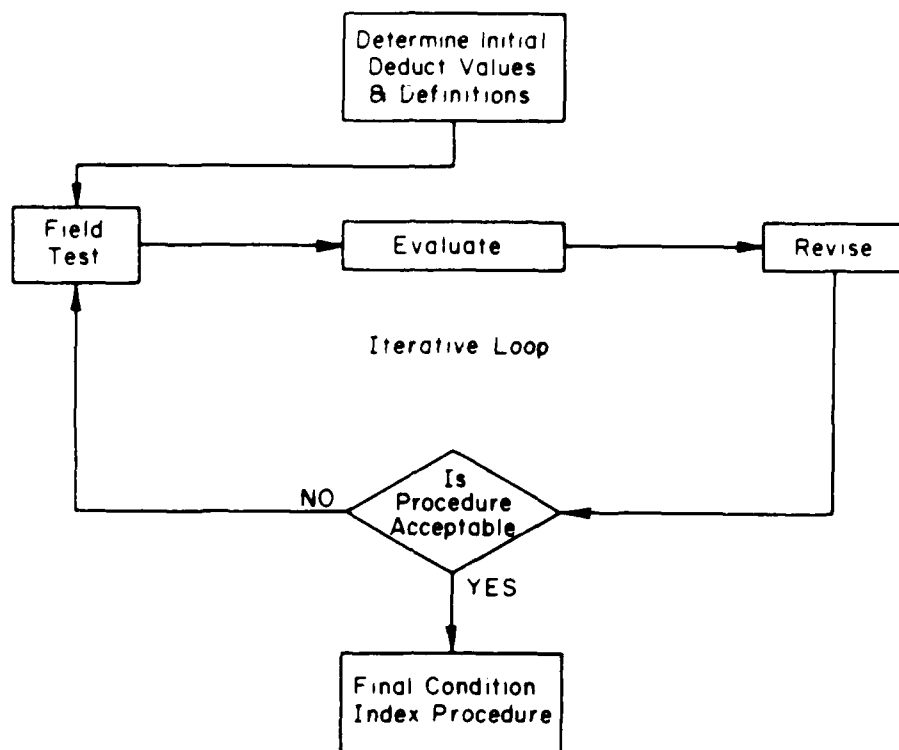 Determine Initial
Deduct Values
& Definitions
Field
Test
Evaluate
Revise
Iterative Loop
Is
Procedure
Acceptable
NO
YES
Final Condition
Index Procedure